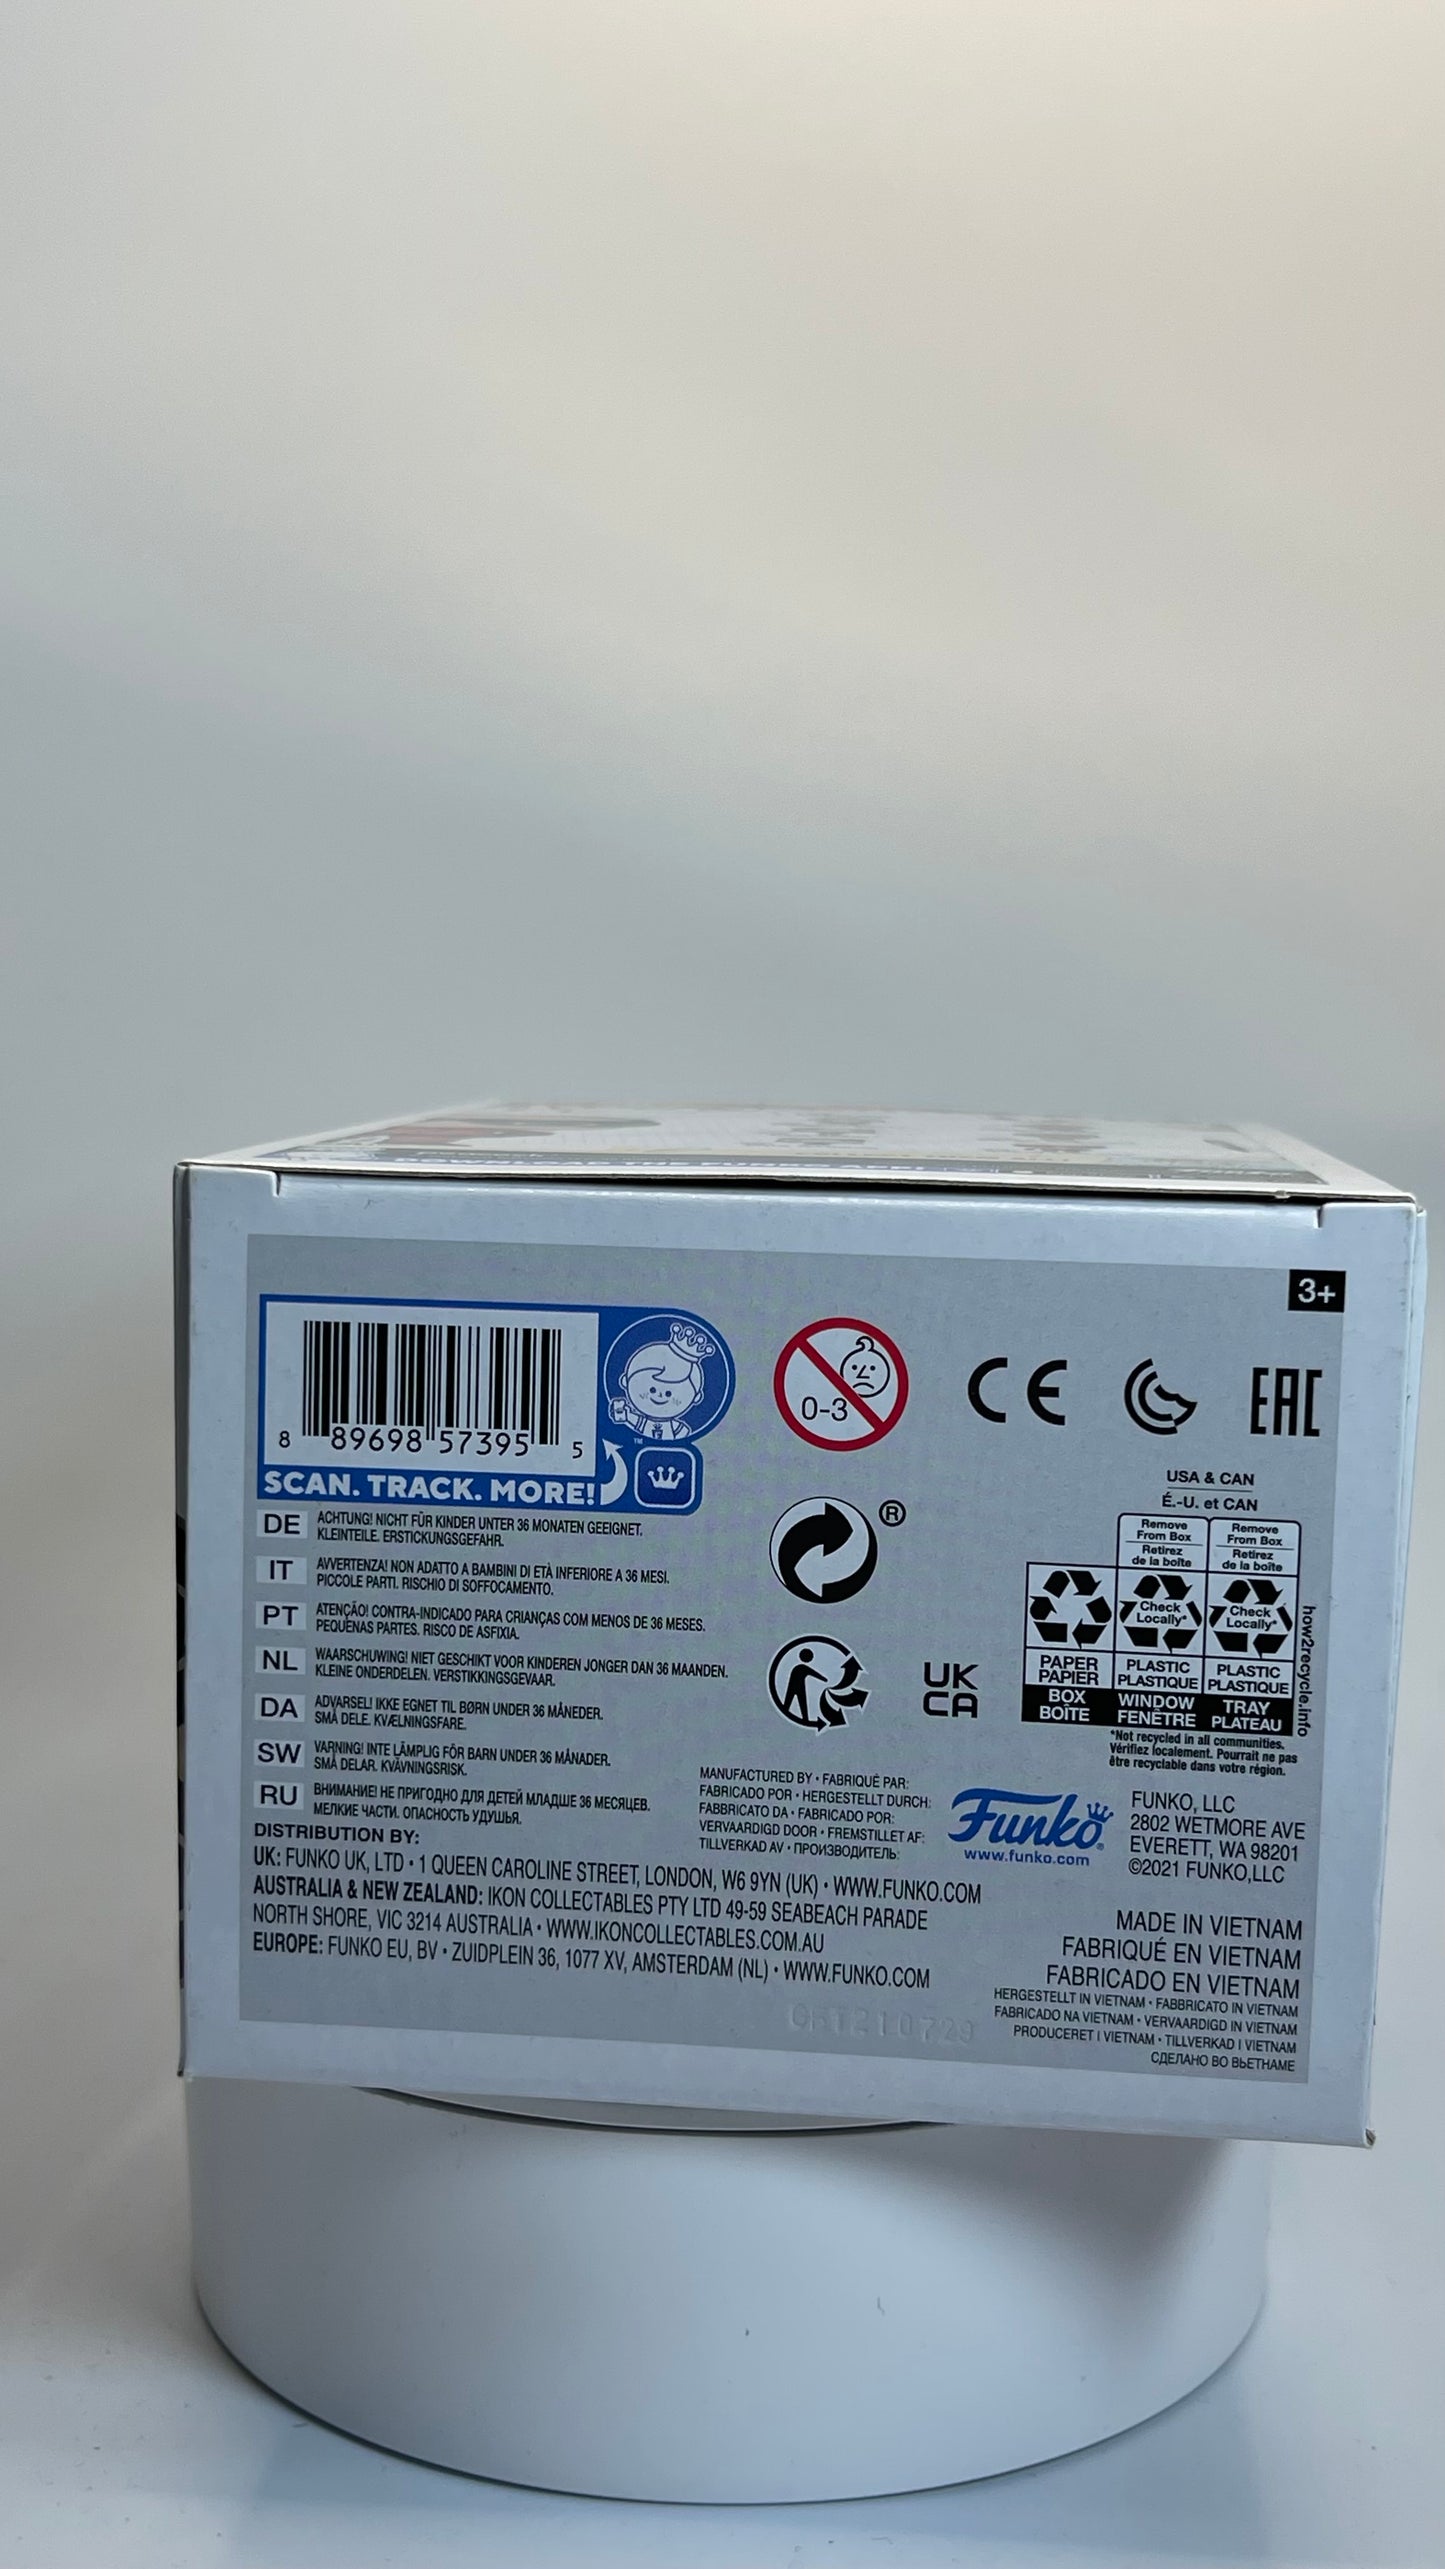 3+
8 89698 57395 5
SCAN. TRACK. MORE!
™
0-3
CE
EAC
USA & CAN
É.-U. et CAN
®
Remove
From Box
Retirez
de la boîte
Remove
From Box
Retirez
de la boîte
Check
Locally*
Check
Locally*
PAPER
PAPIER
PLASTIC
PLASTIQUE
PLASTIC
PLASTIQUE
BOX
BOÎTE
WINDOW
FENÊTRE
TRAY
PLATEAU
how2recycle.info
*Not recycled in all communities.
Vérifiez localement. Pourrait ne pas
être recyclable dans votre région.
UK
CA
DE ACHTUNG! NICHT FÜR KINDER UNTER 36 MONATEN GEEIGNET.
KLEINTEILE. ERSTICKUNGSGEFAHR.
IT AVVERTENZA! NON ADATTO A BAMBINI DI ETÀ INFERIORE A 36 MESI.
PICCOLE PARTI. RISCHIO DI SOFFOCAMENTO.
PT ATENÇÃO! CONTRA-INDICADO PARA CRIANÇAS COM MENOS DE 36 MESES.
PEQUENAS PARTES. RISCO DE ASFIXIA.
NL WAARSCHUWING! NIET GESCHIKT VOOR KINDEREN JONGER DAN 36 MAANDEN.
KLEINE ONDERDELEN. VERSTIKKINGSGEVAAR.
DA ADVARSEL! IKKE EGNET TIL BØRN UNDER 36 MÅNEDER.
SMÅ DELE. KVÆLNINGSFARE.
SW VARNING! INTE LÄMPLIG FÖR BARN UNDER 36 MÅNADER.
SMÅ DELAR. KVÄVNINGSRISK.
RU ВНИМАНИЕ! НЕ ПРИГОДНО ДЛЯ ДЕТЕЙ МЛАДШЕ 36 МЕСЯЦЕВ.
МЕЛКИЕ ЧАСТИ. ОПАСНОСТЬ УДУШЬЯ.
MANUFACTURED BY • FABRIQUÉ PAR:
FABRICADO POR • HERGESTELLT DURCH:
FABBRICATO DA • FABRICADO POR:
VERVAARDIGD DOOR • FREMSTILLET AF:
TILLVERKAD AV • ПРОИЗВОДИТЕЛЬ:
Funko®
www.funko.com
FUNKO, LLC
2802 WETMORE AVE
EVERETT, WA 98201
©2021 FUNKO,LLC
DISTRIBUTION BY:
UK: FUNKO UK, LTD • 1 QUEEN CAROLINE STREET, LONDON, W6 9YN (UK) • WWW.FUNKO.COM
AUSTRALIA & NEW ZEALAND: IKON COLLECTABLES PTY LTD 49-59 SEABEACH PARADE
NORTH SHORE, VIC 3214 AUSTRALIA • WWW.IKONCOLLECTABLES.COM.AU
EUROPE: FUNKO EU, BV • ZUIDPLEIN 36, 1077 XV, AMSTERDAM (NL) • WWW.FUNKO.COM
MADE IN VIETNAM
FABRIQUÉ EN VIETNAM
FABRICADO EN VIETNAM
HERGESTELLT IN VIETNAM • FABBRICATO IN VIETNAM
FABRICADO NA VIETNAM • VERVAARDIGD IN VIETNAM
PRODUCERET I VIETNAM • TILLVERKAD I VIETNAM
СДЕЛАНО ВО ВЬЕТНАМЕ